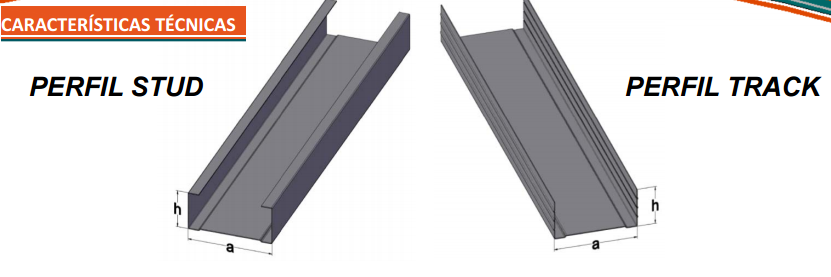 CARACTERÍSTICAS TÉCNICAS
PERFIL STUD
PERFIL TRACK
h
a
h
a